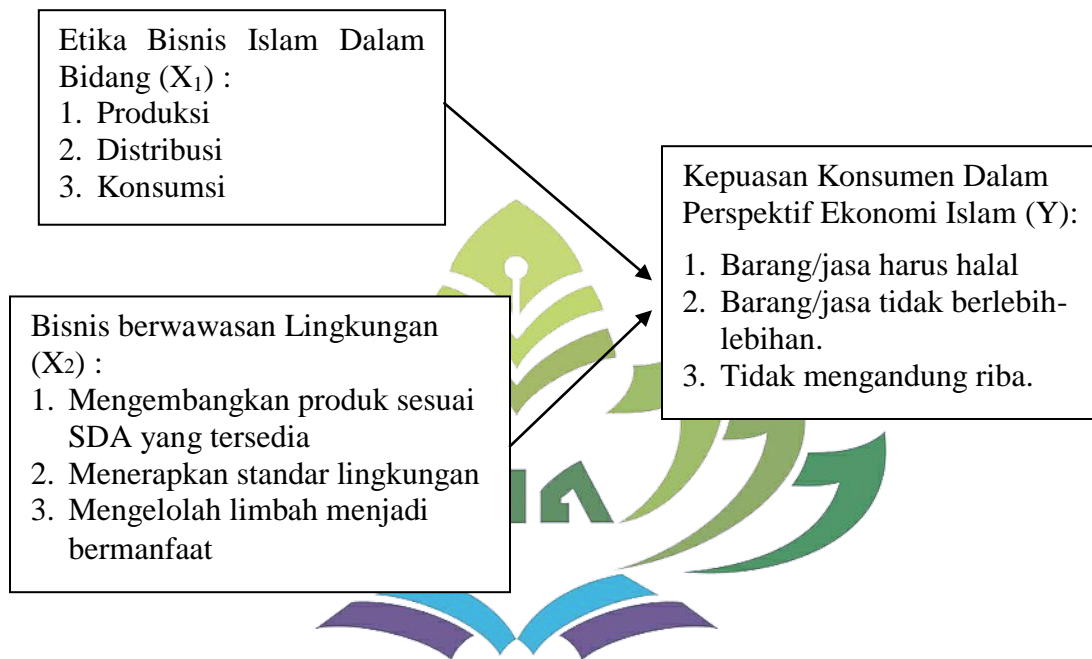 Etika Bisnis Islam Dalam
Bidang (X₁) :
1. Produksi
2. Distribusi
3. Konsumsi
Bisnis berwawasan Lingkungan
(X₂) :
1. Mengembangkan produk sesuai
SDA yang tersedia
2. Menerapkan standar lingkungan
3. Mengelolah limbah menjadi
bermanfaat
Kepuasan Konsumen Dalam
Perspektif Ekonomi Islam (Y):
1. Barang/jasa harus halal
2. Barang/jasa tidak berlebih-
lebihan.
3. Tidak mengandung riba.